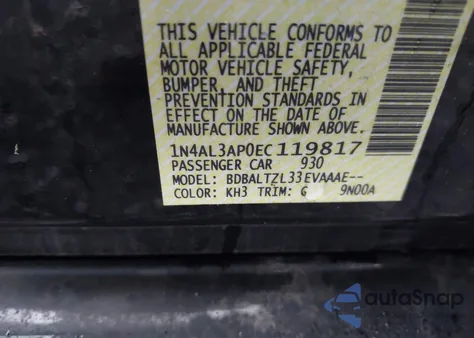 THIS VEHICLE CONFORMS TO
ALL APPLICABLE FEDERAL
MOTOR VEHICLE SAFETY,
BUMPER, AND THEFT
PREVENTION STANDARDS IN
EFFECT ON THE DATE OF
MANUFACTURE SHOWN ABOVE.
1N4AL3AP0EC119817
PASSENGER CAR 930
MODEL: BDBALTZL33EVAAAE--
COLOR: KH3 TRIM: G 9N00A
autoSnap